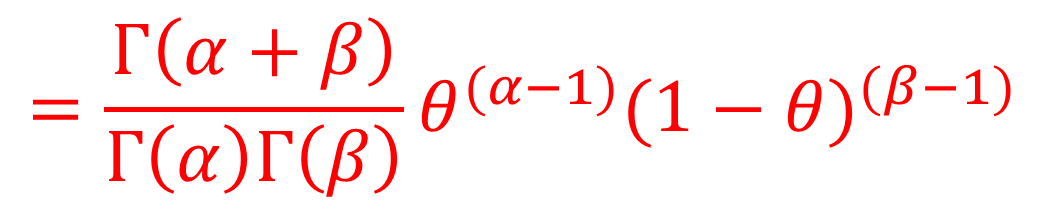 = Γ(α + β) / Γ(α)Γ(β) θ^(α−1) (1 − θ)^(β−1)